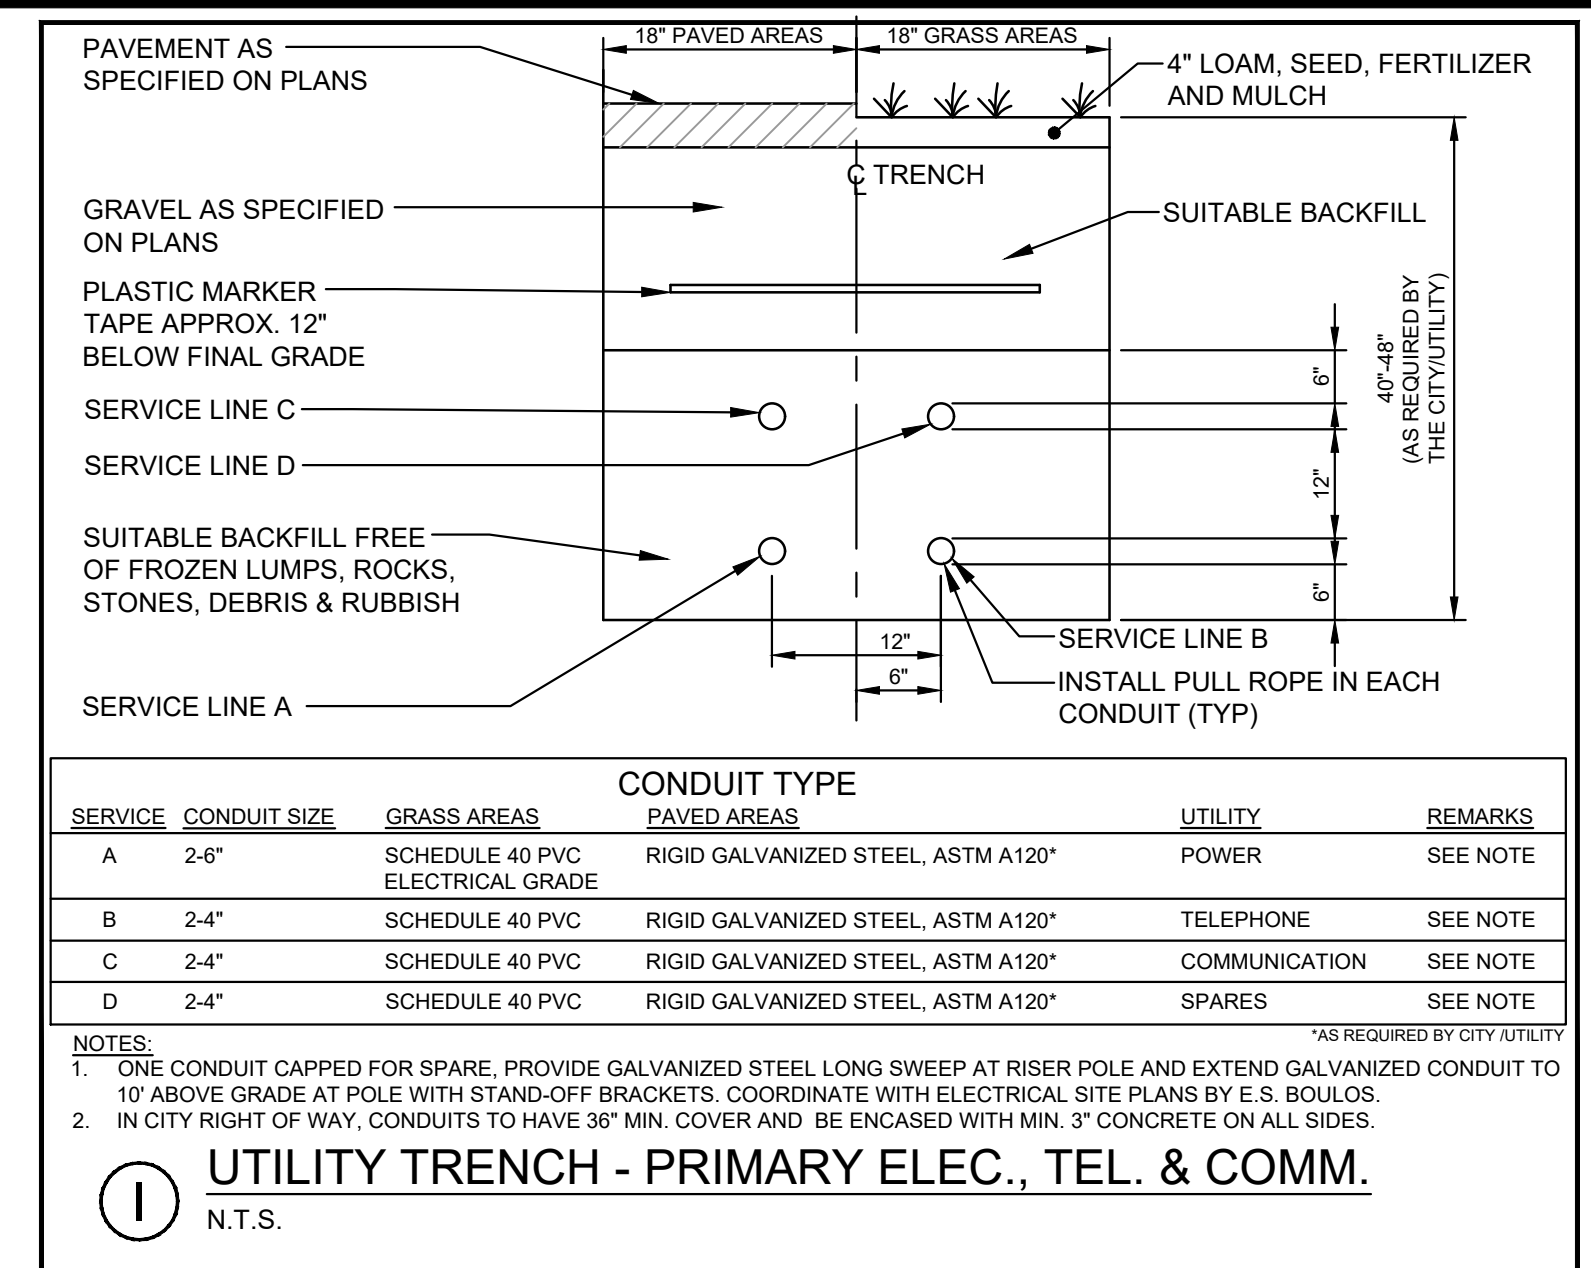 PAVEMENT AS
SPECIFIED ON PLANS
18" PAVED AREAS
18" GRASS AREAS
4" LOAM, SEED, FERTILIZER
AND MULCH
CL TRENCH
GRAVEL AS SPECIFIED
ON PLANS
SUITABLE BACKFILL
PLASTIC MARKER
TAPE APPROX. 12"
BELOW FINAL GRADE
6"
40"-48"
(AS REQUIRED BY
THE CITY/UTILITY)
SERVICE LINE C
SERVICE LINE D
12"
SUITABLE BACKFILL FREE
OF FROZEN LUMPS, ROCKS,
STONES, DEBRIS & RUBBISH
6"
12"
SERVICE LINE B
6"
INSTALL PULL ROPE IN EACH
CONDUIT (TYP)
SERVICE LINE A
CONDUIT TYPE
SERVICE CONDUIT SIZE GRASS AREAS PAVED AREAS UTILITY REMARKS
A 2-6" SCHEDULE 40 PVC RIGID GALVANIZED STEEL, ASTM A120* POWER SEE NOTE
ELECTRICAL GRADE
B 2-4" SCHEDULE 40 PVC RIGID GALVANIZED STEEL, ASTM A120* TELEPHONE SEE NOTE
C 2-4" SCHEDULE 40 PVC RIGID GALVANIZED STEEL, ASTM A120* COMMUNICATION SEE NOTE
D 2-4" SCHEDULE 40 PVC RIGID GALVANIZED STEEL, ASTM A120* SPARES SEE NOTE
*AS REQUIRED BY CITY /UTILITY
NOTES:
1. ONE CONDUIT CAPPED FOR SPARE, PROVIDE GALVANIZED STEEL LONG SWEEP AT RISER POLE AND EXTEND GALVANIZED CONDUIT TO
10' ABOVE GRADE AT POLE WITH STAND-OFF BRACKETS. COORDINATE WITH ELECTRICAL SITE PLANS BY E.S. BOULOS.
2. IN CITY RIGHT OF WAY, CONDUITS TO HAVE 36" MIN. COVER AND BE ENCASED WITH MIN. 3" CONCRETE ON ALL SIDES.
I
UTILITY TRENCH - PRIMARY ELEC., TEL. & COMM.
N.T.S.